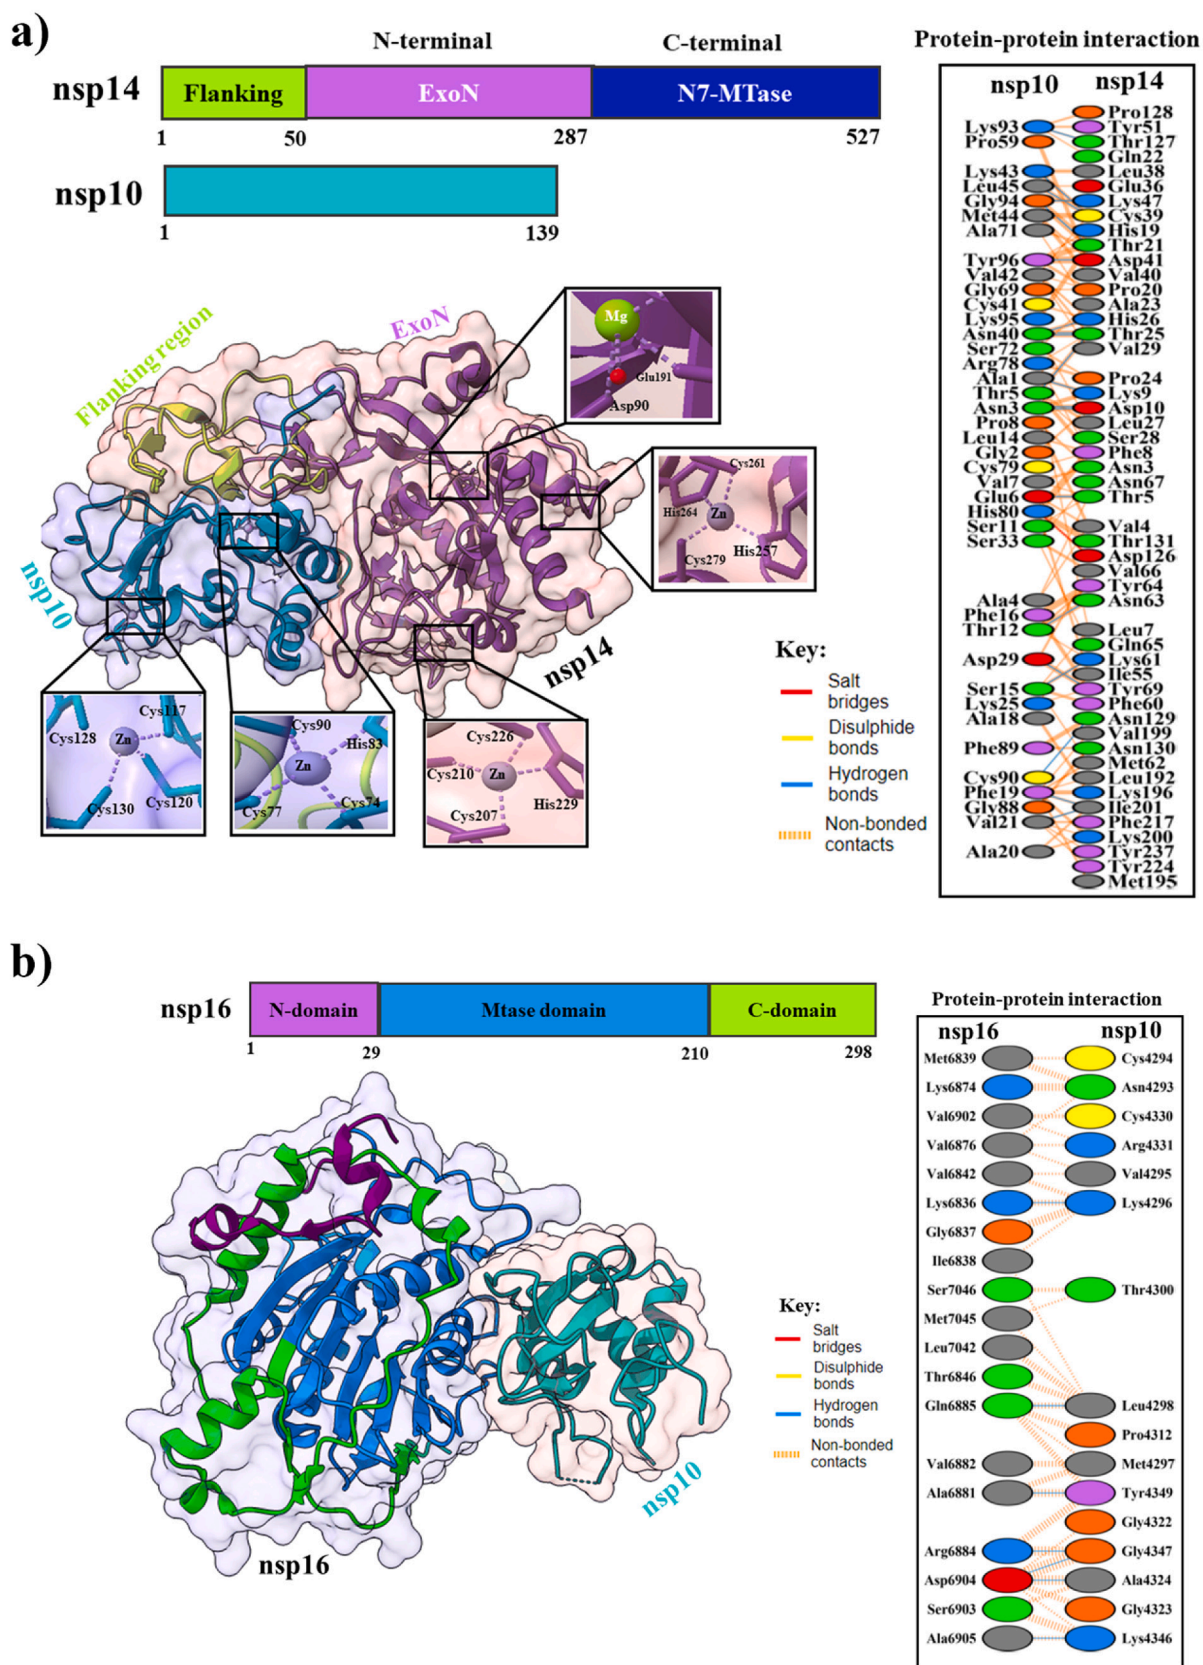 a)
N-terminal
C-terminal
nsp14
Flanking
ExoN
N7-MTase
1
50
287
527
nsp10
1
139
Flanking region
ExoN
nsp10
nsp14
Mg
Glu191
Asp90
Cys261
His264
Zn
Cys279
His257
Cys117
Cys128
Zn
Cys130
Cys120
Cys90
His83
Zn
Cys77
Cys74
Cys226
Cys210
Zn
His229
Cys207
Key:
Salt
bridges
Disulphide
bonds
Hydrogen
bonds
Non-bonded
contacts
Protein-protein interaction
nsp10 nsp14
Pro128
Lys93 Tyr51
Pro59 Thr127
Gln22
Lys43 Leu38
Leu45 Glu36
Gly94 Lys47
Met44 Cys39
Ala71 His19
Thr21
Tyr96 Asp41
Val42 Val40
Gly69 Pro20
Cys41 Ala23
Lys95 His26
Asn40 Thr25
Ser72 Val29
Arg78
Ala1 Pro24
Thr5 Lys9
Asn3 Asp10
Pro8 Leu27
Leu14 Ser28
Gly2 Phe8
Cys79 Asn3
Val7 Asn67
Glu6 Thr5
His80
Ser11 Val4
Ser33 Thr131
Asp126
Val66
Tyr64
Ala4 Asn63
Phe16
Thr12 Leu7
Gln65
Asp29 Lys61
Ile55
Ser15 Tyr69
Lys25 Phe60
Ala18 Asn129
Val199
Phe89 Asn130
Met62
Cys90 Leu192
Phe19 Lys196
Gly88 Ile201
Val21 Phe217
Lys200
Ala20 Tyr237
Tyr224
Met195
b)
nsp16
N-domain
Mtase domain
C-domain
1
29
210
298
nsp16
nsp10
Key:
Salt
bridges
Disulphide
bonds
Hydrogen
bonds
Non-bonded
contacts
Protein-protein interaction
nsp16 nsp10
Met6839 Cys4294
Lys6874 Asn4293
Val6902 Cys4330
Val6876 Arg4331
Val6842 Val4295
Lys6836 Lys4296
Gly6837
Ile6838
Ser7046 Thr4300
Met7045
Leu7042
Thr6846
Gln6885 Leu4298
Pro4312
Val6882 Met4297
Ala6881 Tyr4349
Gly4322
Arg6884 Gly4347
Asp6904 Ala4324
Ser6903 Gly4323
Ala6905 Lys4346